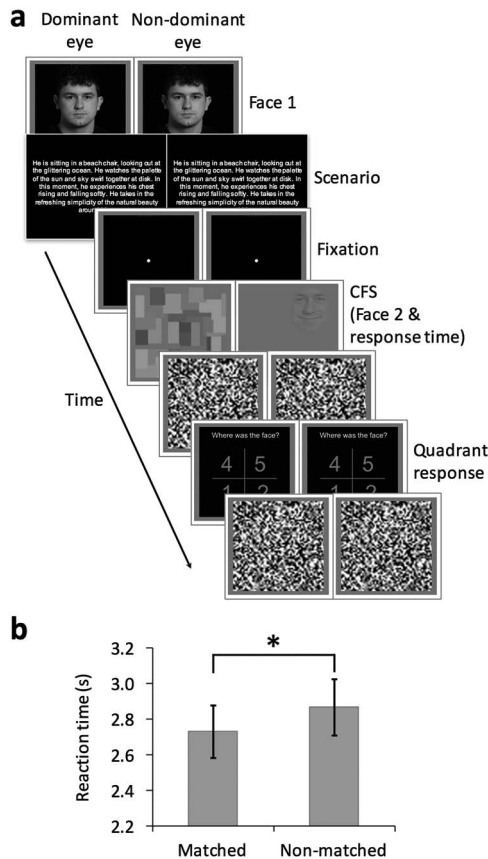 a
Dominant eye
Non-dominant eye
Face 1
He is sitting in a beach chair, looking out at
the glittering ocean. He watches the palette
of the sun and sky swirl together at disk. In
this moment, he experiences his chest
rising and falling softly. He takes in the
refreshing simplicity of the natural beauty
He is sitting in a beach chair, looking out at
the glittering ocean. He watches the palette
of the sun and sky swirl together at disk. In
this moment, he experiences his chest
rising and falling softly. He takes in the
refreshing simplicity of the natural beauty
Scenario
Fixation
CFS
(Face 2 &
response time)
Time
Where was the face?
4 5
1 2
Where was the face?
4 5
1 2
Quadrant
response
b
*
Reaction time (s)
3.2
3.0
2.8
2.6
2.4
2.2
Matched
Non-matched